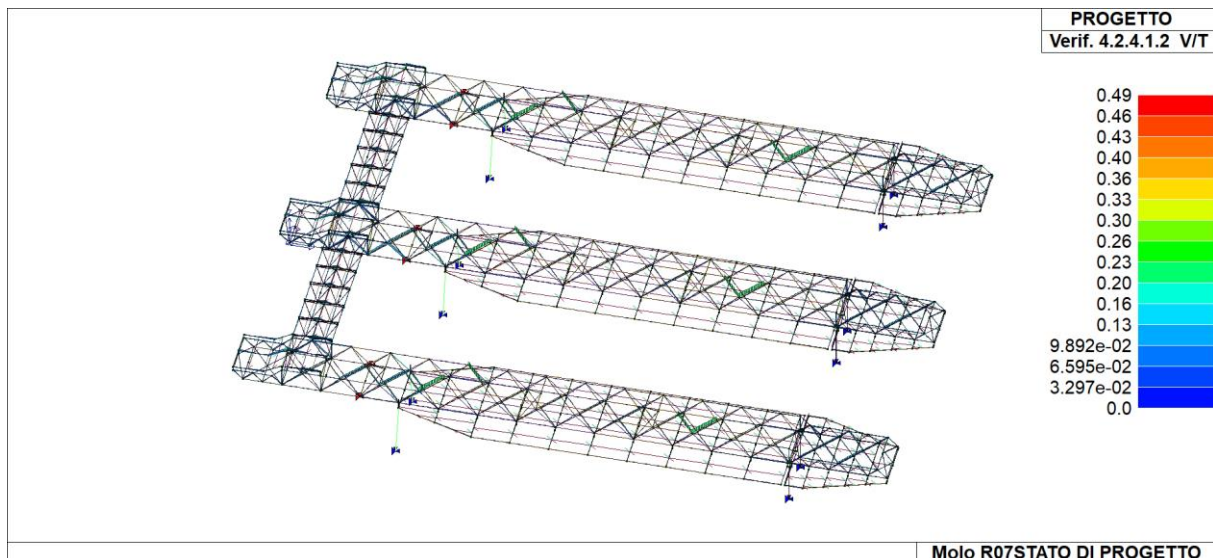 PROGETTO
Verif. 4.2.4.1.2 V/T
0.49
0.46
0.43
0.40
0.36
0.33
0.30
0.26
0.23
0.20
0.16
0.13
9.892e-02
6.595e-02
3.297e-02
0.0
Molo R07STATO DI PROGETTO